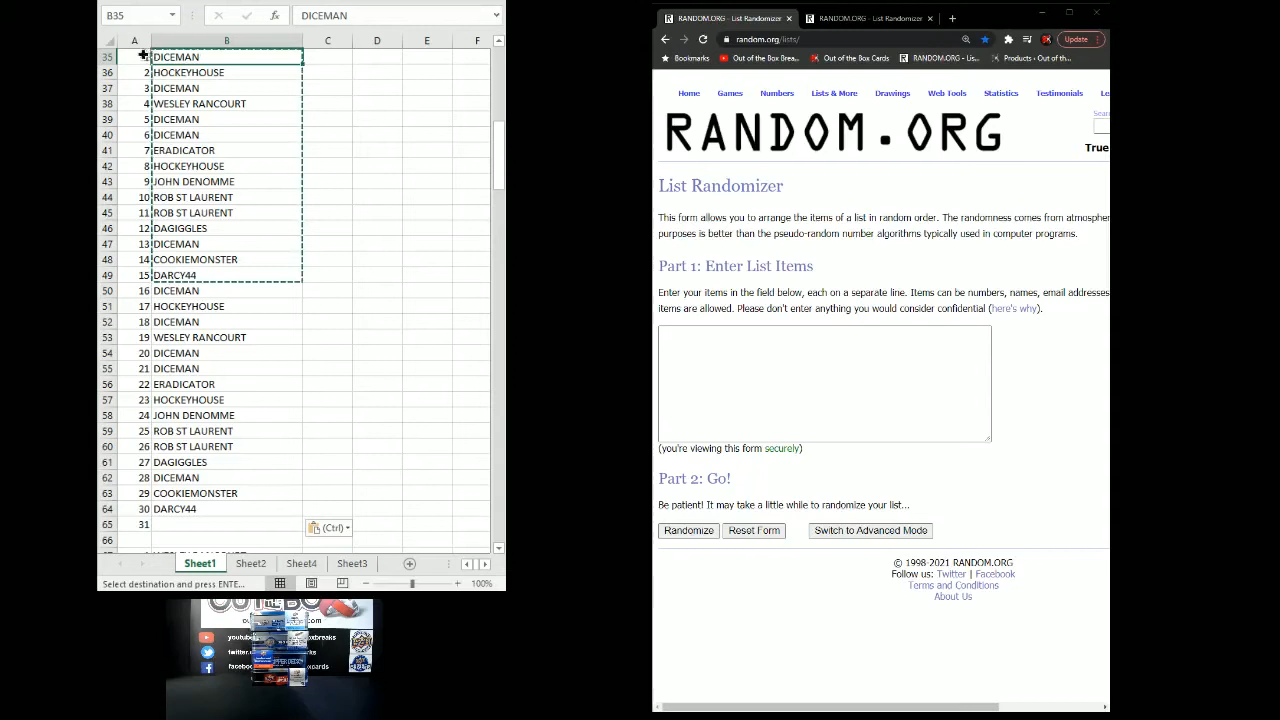 B35
DICEMAN
A B C D E F
35 1 DICEMAN
36 2 HOCKEYHOUSE
37 3 DICEMAN
38 4 WESLEY RANCOURT
39 5 DICEMAN
40 6 DICEMAN
41 7 ERADICATOR
42 8 HOCKEYHOUSE
43 9 JOHN DENOMME
44 10 ROB ST LAURENT
45 11 ROB ST LAURENT
46 12 DAGIGGLES
47 13 DICEMAN
48 14 COOKIEMONSTER
49 15 DARCY44
50 16 DICEMAN
51 17 HOCKEYHOUSE
52 18 DICEMAN
53 19 WESLEY RANCOURT
54 20 DICEMAN
55 21 DICEMAN
56 22 ERADICATOR
57 23 HOCKEYHOUSE
58 24 JOHN DENOMME
59 25 ROB ST LAURENT
60 26 ROB ST LAURENT
61 27 DAGIGGLES
62 28 DICEMAN
63 29 COOKIEMONSTER
64 30 DARCY44
65 31
(Ctrl)
66
Sheet1 Sheet2 Sheet4 Sheet3
Select destination and press ENTE...
100%
youtube
twitter.
facebook
UPPER DECK
RANDOM.ORG - List Randomizer
RANDOM.ORG - List Randomizer
random.org/lists/
Update
Bookmarks
Out of the Box Brea...
Out of the Box Cards
RANDOM.ORG - Lis...
Products ‹ Out of th...
Home Games Numbers Lists & More Drawings Web Tools Statistics Testimonials Le
Sear
RANDOM.ORG
True
List Randomizer
This form allows you to arrange the items of a list in random order. The randomness comes from atmospher
purposes is better than the pseudo-random number algorithms typically used in computer programs.
Part 1: Enter List Items
Enter your items in the field below, each on a separate line. Items can be numbers, names, email addresses
items are allowed. Please don't enter anything you would consider confidential (here's why).
(you're viewing this form securely)
Part 2: Go!
Be patient! It may take a little while to randomize your list...
Randomize Reset Form Switch to Advanced Mode
© 1998-2021 RANDOM.ORG
Follow us: Twitter | Facebook
Terms and Conditions
About Us